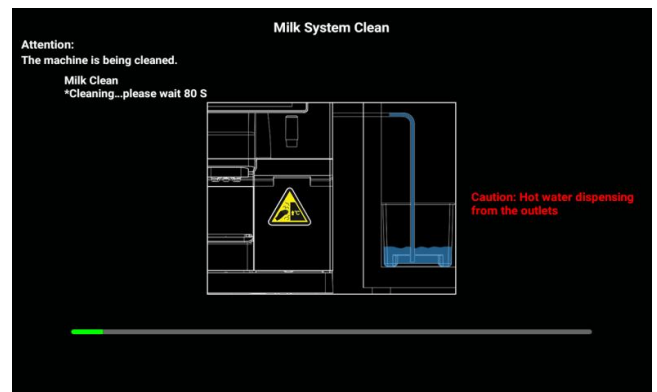 Milk System Clean
Attention:
The machine is being cleaned.
Milk Clean
*Cleaning...please wait 80 S
Caution: Hot water dispensing
from the outlets